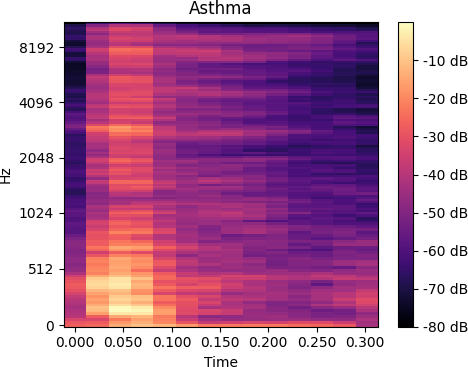 Asthma
8192
4096
2048
1024
512
0
Hz
0.000 0.050 0.100 0.150 0.200 0.250 0.300
Time
-10 dB
-20 dB
-30 dB
-40 dB
-50 dB
-60 dB
-70 dB
-80 dB